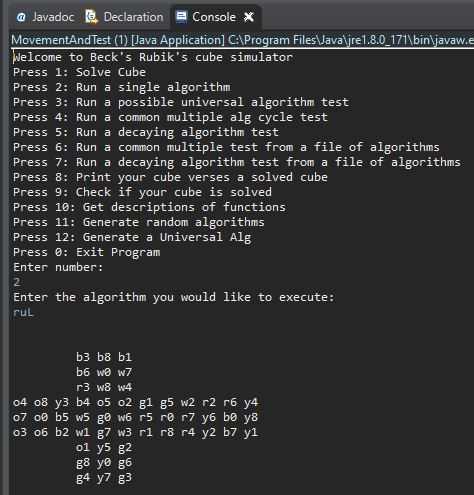 @ Javadoc Declaration Console
MovementAndTest (1) [Java Application] C:\Program Files\Java\jre1.8.0_171\bin\javaw.e
Welcome to Beck's Rubik's cube simulator
Press 1: Solve Cube
Press 2: Run a single algorithm
Press 3: Run a possible universal algorithm test
Press 4: Run a common multiple alg cycle test
Press 5: Run a decaying algorithm test
Press 6: Run a common multiple test from a file of algorithms
Press 7: Run a decaying algorithm test from a file of algorithms
Press 8: Print your cube verses a solved cube
Press 9: Check if your cube is solved
Press 10: Get descriptions of functions
Press 11: Generate random algorithms
Press 12: Generate a Universal Alg
Press 0: Exit Program
Enter number:
2
Enter the algorithm you would like to execute:
ruL
b3 b8 b1
b6 w0 w7
r3 w8 w4
o4 o8 y3 b4 o5 o2 g1 g5 w2 r2 r6 y4
o7 o0 b5 w5 g0 w6 r5 r0 r7 y6 b0 y8
o3 o6 b2 w1 g7 w3 r1 r8 r4 y2 b7 y1
o1 y5 g2
g8 y0 g6
g4 y7 g3